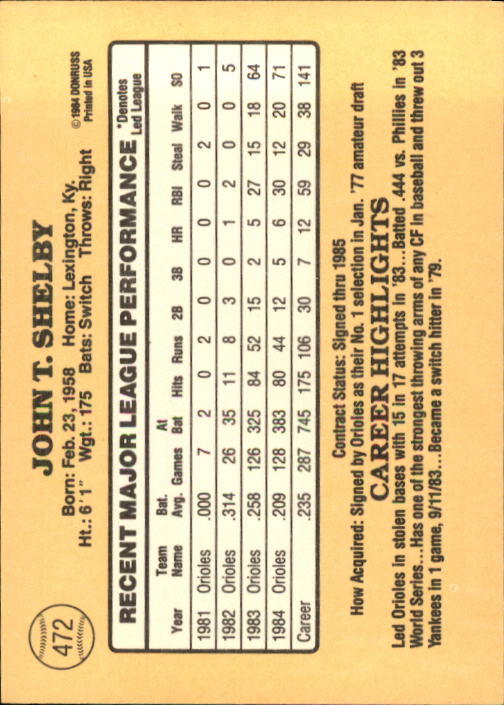 472
JOHN T. SHELBY
Born: Feb. 23, 1958 Home: Lexington, Ky.
Ht.: 6'1" Wgt.: 175 Bats: Switch Throws: Right
©1984 DONRUSS
Printed in USA
RECENT MAJOR LEAGUE PERFORMANCE *Denotes Led League
Year Team Name Bat. Avg. Games At Bat Hits Runs 2B 3B HR RBI Steal Walk SO
1981 Orioles .000 7 2 0 2 0 0 0 0 2 0 1
1982 Orioles .314 26 35 11 8 3 0 1 2 0 0 5
1983 Orioles .258 126 325 84 52 15 2 5 27 15 18 64
1984 Orioles .209 128 383 80 44 12 5 6 30 12 20 71
Career .235 287 745 175 106 30 7 12 59 29 38 141
Contract Status: Signed thru 1985
How Acquired: Signed by Orioles as their No. 1 selection in Jan. '77 amateur draft
CAREER HIGHLIGHTS
Led Orioles in stolen bases with 15 in 17 attempts in '83...Batted .444 vs. Phillies in '83
World Series...Has one of the strongest throwing arms of any CF in baseball and threw out 3
Yankees in 1 game, 9/11/83...Became a switch hitter in '79.